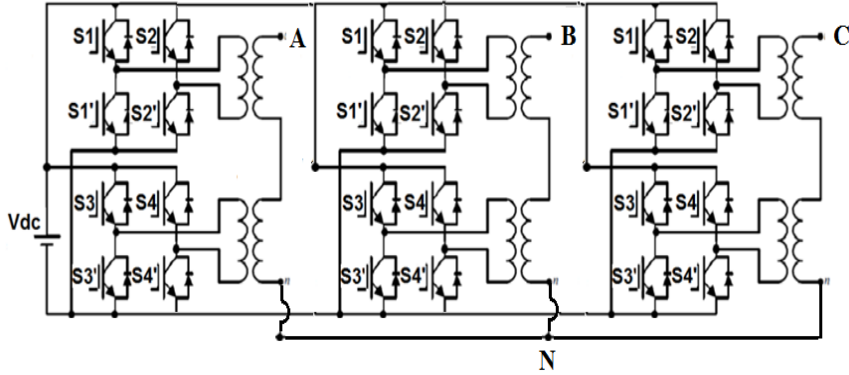 S1 S2 A S1 S2 B S1 S2 C
S1' S2' S1' S2' S1' S2'
S3 S4 S3 S4 S3 S4
Vdc
S3' S4' n S3' S4' n S3' S4' n
N